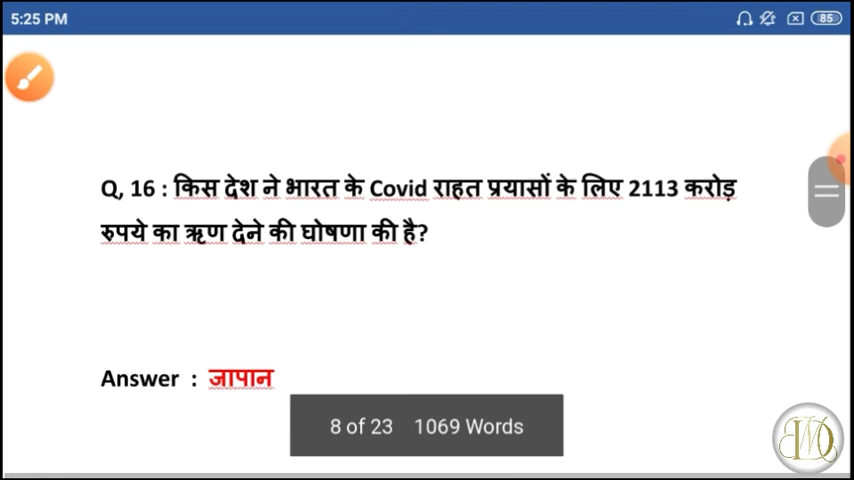 5:25 PM 85
Q, 16 : किस देश ने भारत के Covid राहत प्रयासों के लिए 2113 करोड़
रुपये का ऋण देने की घोषणा की है?
Answer : जापान
8 of 23 1069 Words